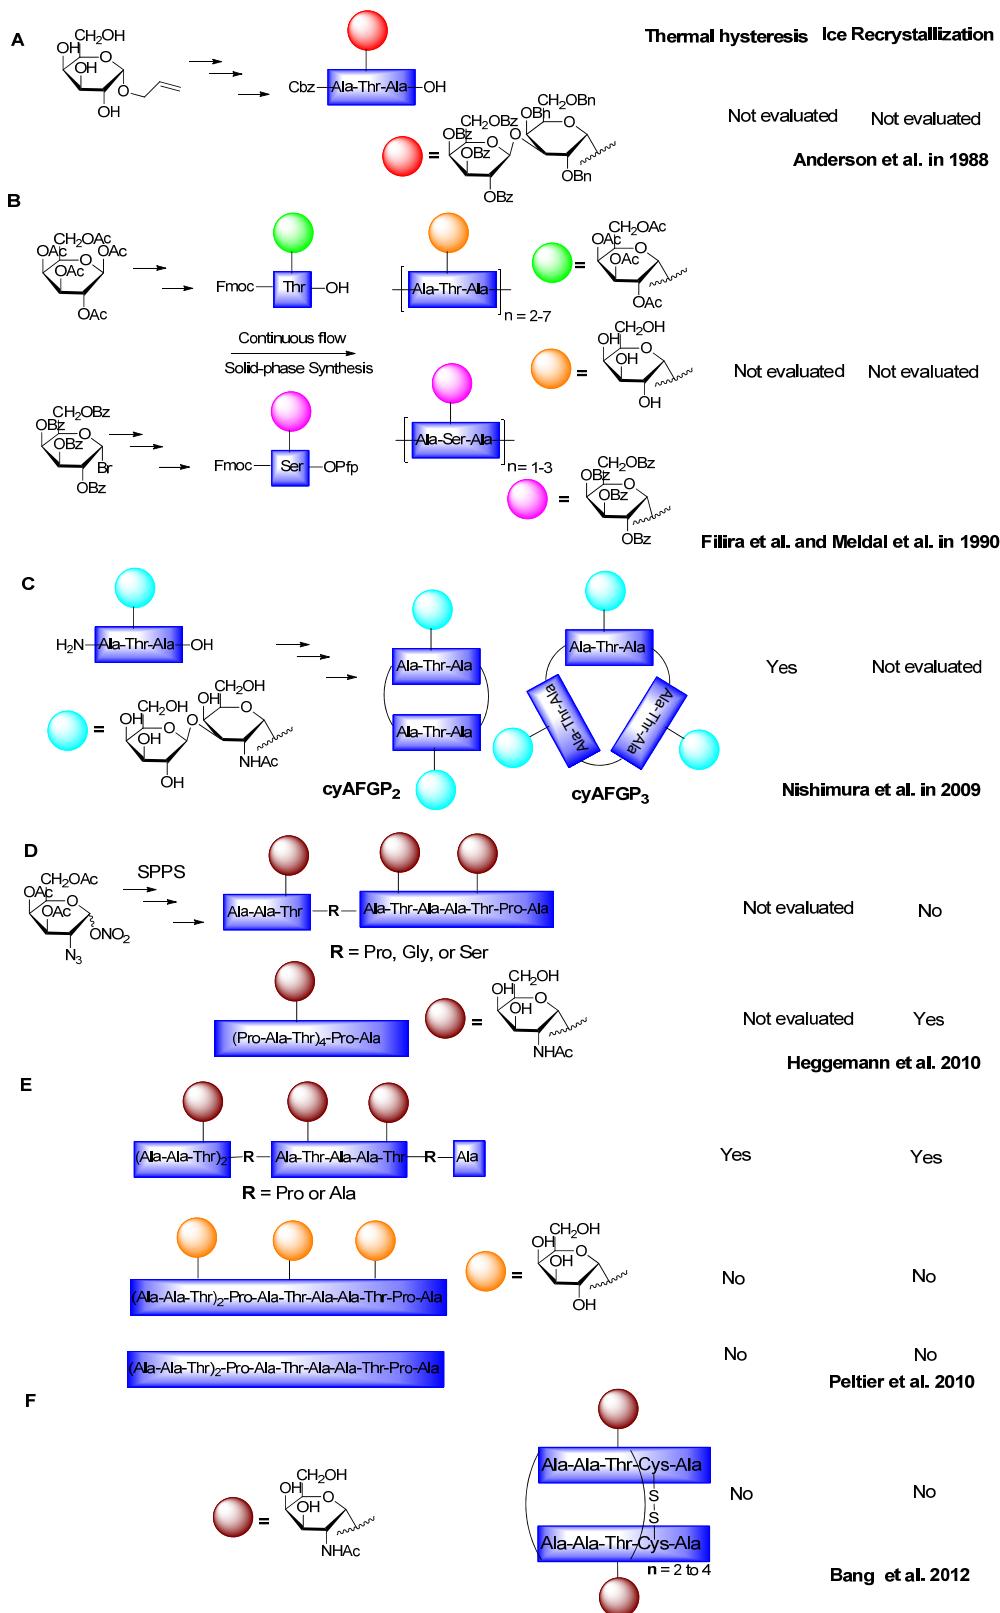 A
Thermal hysteresis Ice Recrystallization
CH2OH
OH
OH
O
O
OH
Cbz Ala-Thr-Ala OH
Not evaluated Not evaluated
=
CH2OBz
OBz
OBz
O
O
OBz
CH2OBn
OBn
O
OBn
Anderson et al. in 1988
B
CH2OAc
OAc
OAc
OAc
O
OAc
Fmoc Thr OH
Ala-Thr-Ala
n = 2-7
=
CH2OAc
OAc
OAc
O
OAc
Continuous flow
Solid-phase Synthesis
=
CH2OH
OH
OH
O
OH
Not evaluated Not evaluated
CH2OBz
OBz
OBz
O
Br
OBz
Fmoc Ser OPfp
Ala-Ser-Ala
n= 1-3
=
CH2OBz
OBz
OBz
O
OBz
Filira et al. and Meldal et al. in 1990
C
H2N Ala-Thr-Ala OH
Ala-Thr-Ala
Ala-Thr-Ala
cyAFGP2
Ala-Thr-Ala
Ala-Thr-Ala
Ala-Thr-Ala
cyAFGP3
Yes Not evaluated
=
CH2OH
OH
OH
O
O
OH
CH2OH
OH
O
NHAc
Nishimura et al. in 2009
D
SPPS
CH2OAc
OAc
OAc
O
ONO2
N3
Ala-Ala-Thr R Ala-Thr-Ala-Ala-Thr-Pro-Ala
R = Pro, Gly, or Ser
Not evaluated No
(Pro-Ala-Thr)4-Pro-Ala
=
CH2OH
OH
OH
O
NHAc
Not evaluated Yes
Heggemann et al. 2010
E
(Ala-Ala-Thr)2 R Ala-Thr-Ala-Ala-Thr R Ala
R = Pro or Ala
Yes Yes
(Ala-Ala-Thr)2-Pro-Ala-Thr-Ala-Ala-Thr-Pro-Ala
=
CH2OH
OH
OH
O
OH
No No
(Ala-Ala-Thr)2-Pro-Ala-Thr-Ala-Ala-Thr-Pro-Ala
No No
Peltier et al. 2010
F
=
CH2OH
OH
OH
O
NHAc
Ala-Ala-Thr-Cys-Ala
S
S
Ala-Ala-Thr-Cys-Ala
n = 2 to 4
No No
Bang et al. 2012